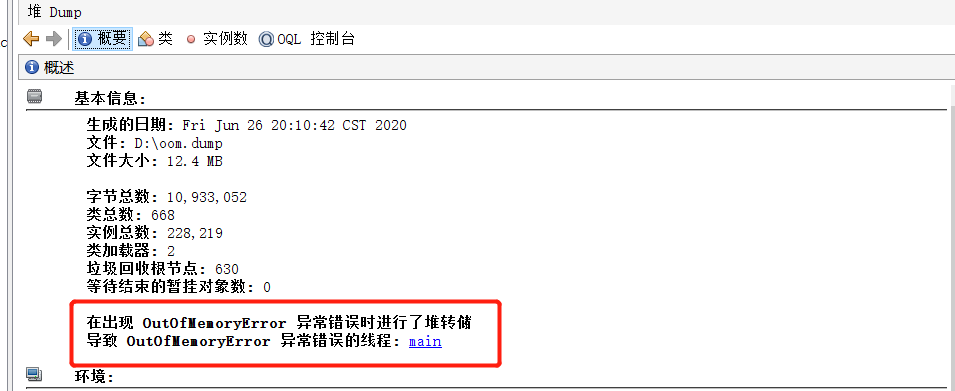 堆 Dump
概要 类 实例数 OQL 控制台
概述
基本信息:
生成的日期: Fri Jun 26 20:10:42 CST 2020
文件: D:\oom.dump
文件大小: 12.4 MB
字节总数: 10,933,052
类总数: 668
实例总数: 228,219
类加载器: 2
垃圾回收根节点: 630
等待结束的暂挂对象数: 0
在出现 OutOfMemoryError 异常错误时进行了堆转储
导致 OutOfMemoryError 异常错误的线程: main
环境: